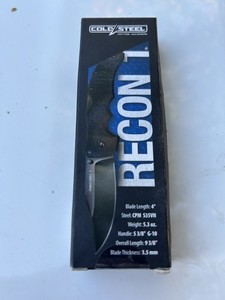 COLD STEEL
RECON 1.
Blade Length: 4"
Steel: CPM S35VN
Weight: 5.3 oz.
Handle: 5 3/8" G-10
Overall Length: 9 3/8"
Blade Thickness: 3.5 mm